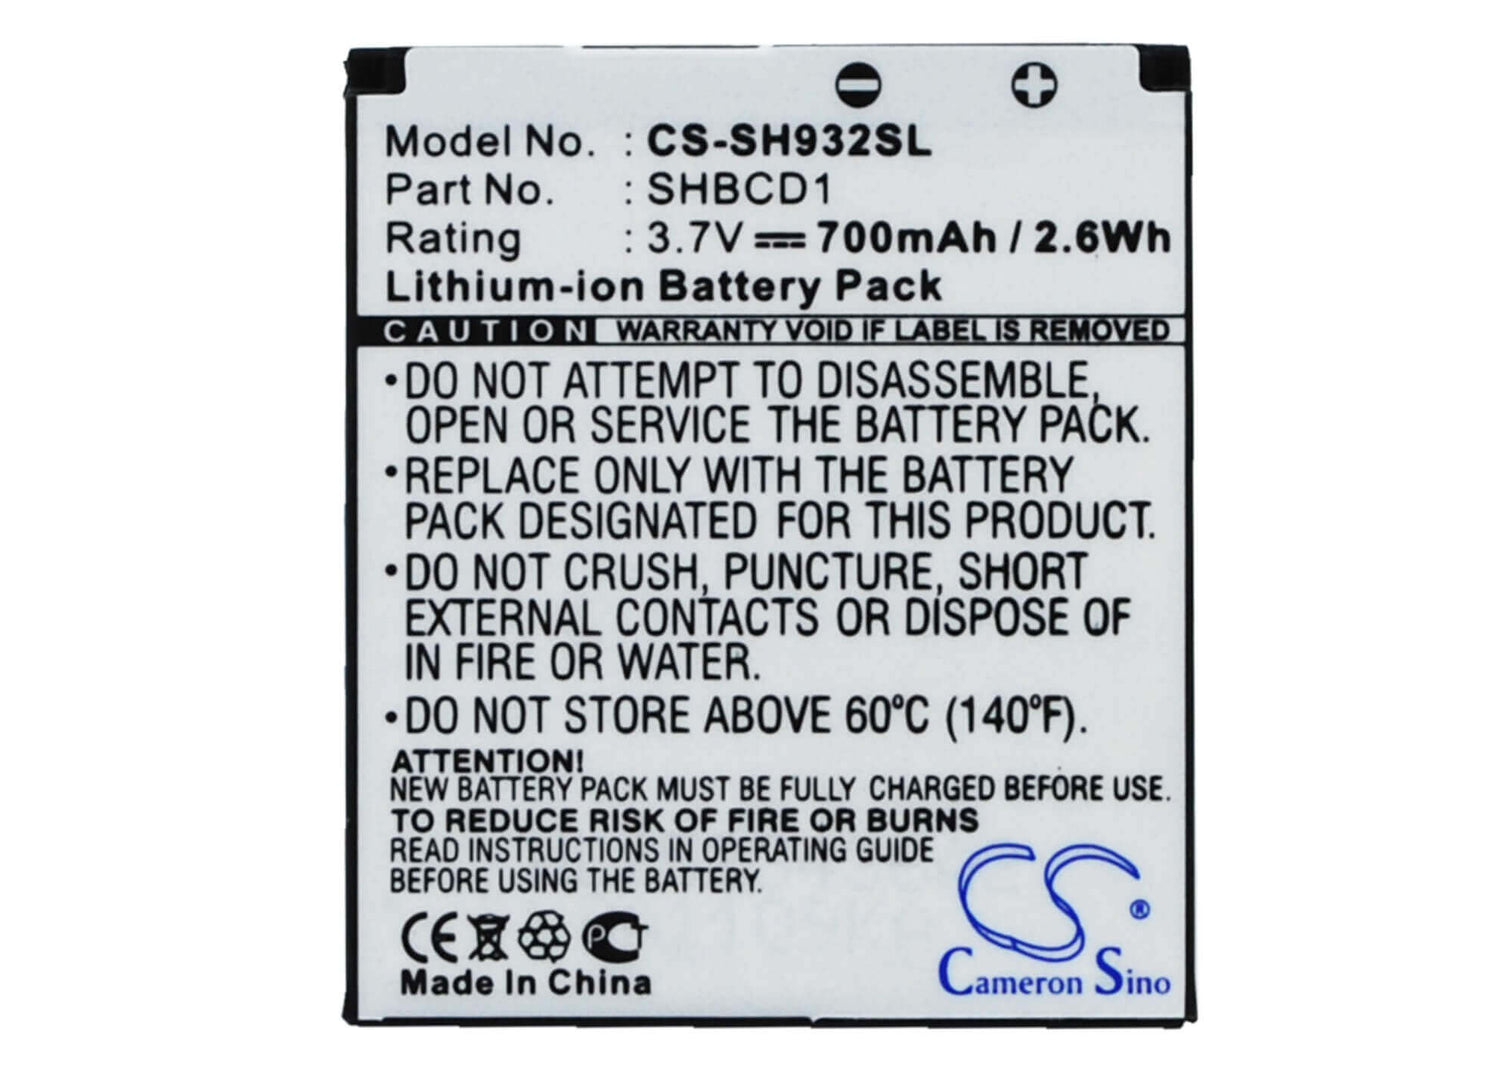 Model No. : CS-SH932SL
Part No. : SHBCD1
Rating : 3.7V 700mAh / 2.6Wh
Lithium-ion Battery Pack
CAUTION WARRANTY VOID IF LABEL IS REMOVED
•DO NOT ATTEMPT TO DISASSEMBLE,
OPEN OR SERVICE THE BATTERY PACK.
•REPLACE ONLY WITH THE BATTERY
PACK DESIGNATED FOR THIS PRODUCT.
•DO NOT CRUSH, PUNCTURE, SHORT
EXTERNAL CONTACTS OR DISPOSE OF
IN FIRE OR WATER.
•DO NOT STORE ABOVE 60ºC (140ºF).
ATTENTION!
NEW BATTERY PACK MUST BE FULLY CHARGED BEFORE USE.
TO REDUCE RISK OF FIRE OR BURNS
READ INSTRUCTIONS IN OPERATING GUIDE
BEFORE USING THE BATTERY.
CE PCT
Made In China
CS ®
Cameron Sino